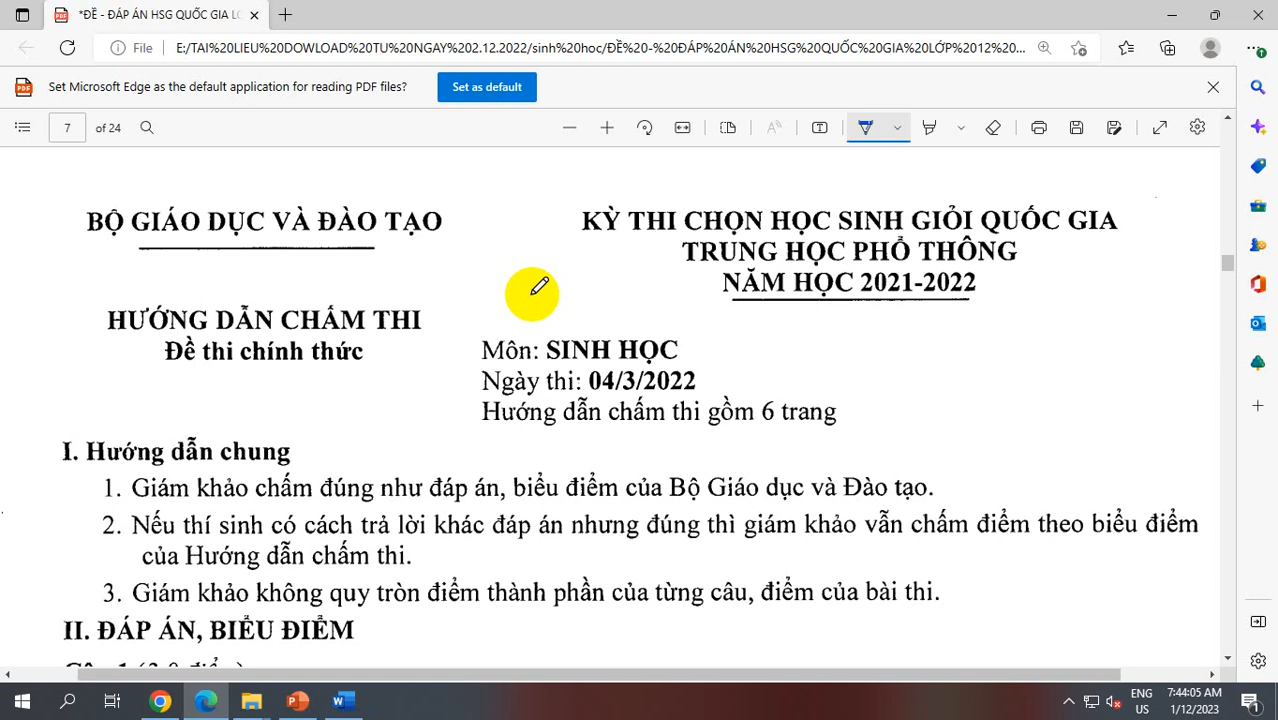 *ĐỀ - ĐÁP ÁN HSG QUỐC GIA LỚ
File
E:/TAI%20LIEU%20DOWLOAD%20TU%20NGAY%202.12.2022/sinh%20hoc/ĐỀ%20-%20ĐÁP%20ÁN%20HSG%20QUỐC%20GIA%20LỚP%2012%20...
Set Microsoft Edge as the default application for reading PDF files?
Set as default
7 of 24
BỘ GIÁO DỤC VÀ ĐÀO TẠO
KỲ THI CHỌN HỌC SINH GIỎI QUỐC GIA
TRUNG HỌC PHỔ THÔNG
NĂM HỌC 2021-2022
HƯỚNG DẪN CHẤM THI
Đề thi chính thức
Môn: SINH HỌC
Ngày thi: 04/3/2022
Hướng dẫn chấm thi gồm 6 trang
I. Hướng dẫn chung
1. Giám khảo chấm đúng như đáp án, biểu điểm của Bộ Giáo dục và Đào tạo.
2. Nếu thí sinh có cách trả lời khác đáp án nhưng đúng thì giám khảo vẫn chấm điểm theo biểu điểm
của Hướng dẫn chấm thi.
3. Giám khảo không quy tròn điểm thành phần của từng câu, điểm của bài thi.
II. ĐÁP ÁN, BIỂU ĐIỂM
Câu 1 (3,0 điểm)
ENG
US
7:44:05 AM
1/12/2023